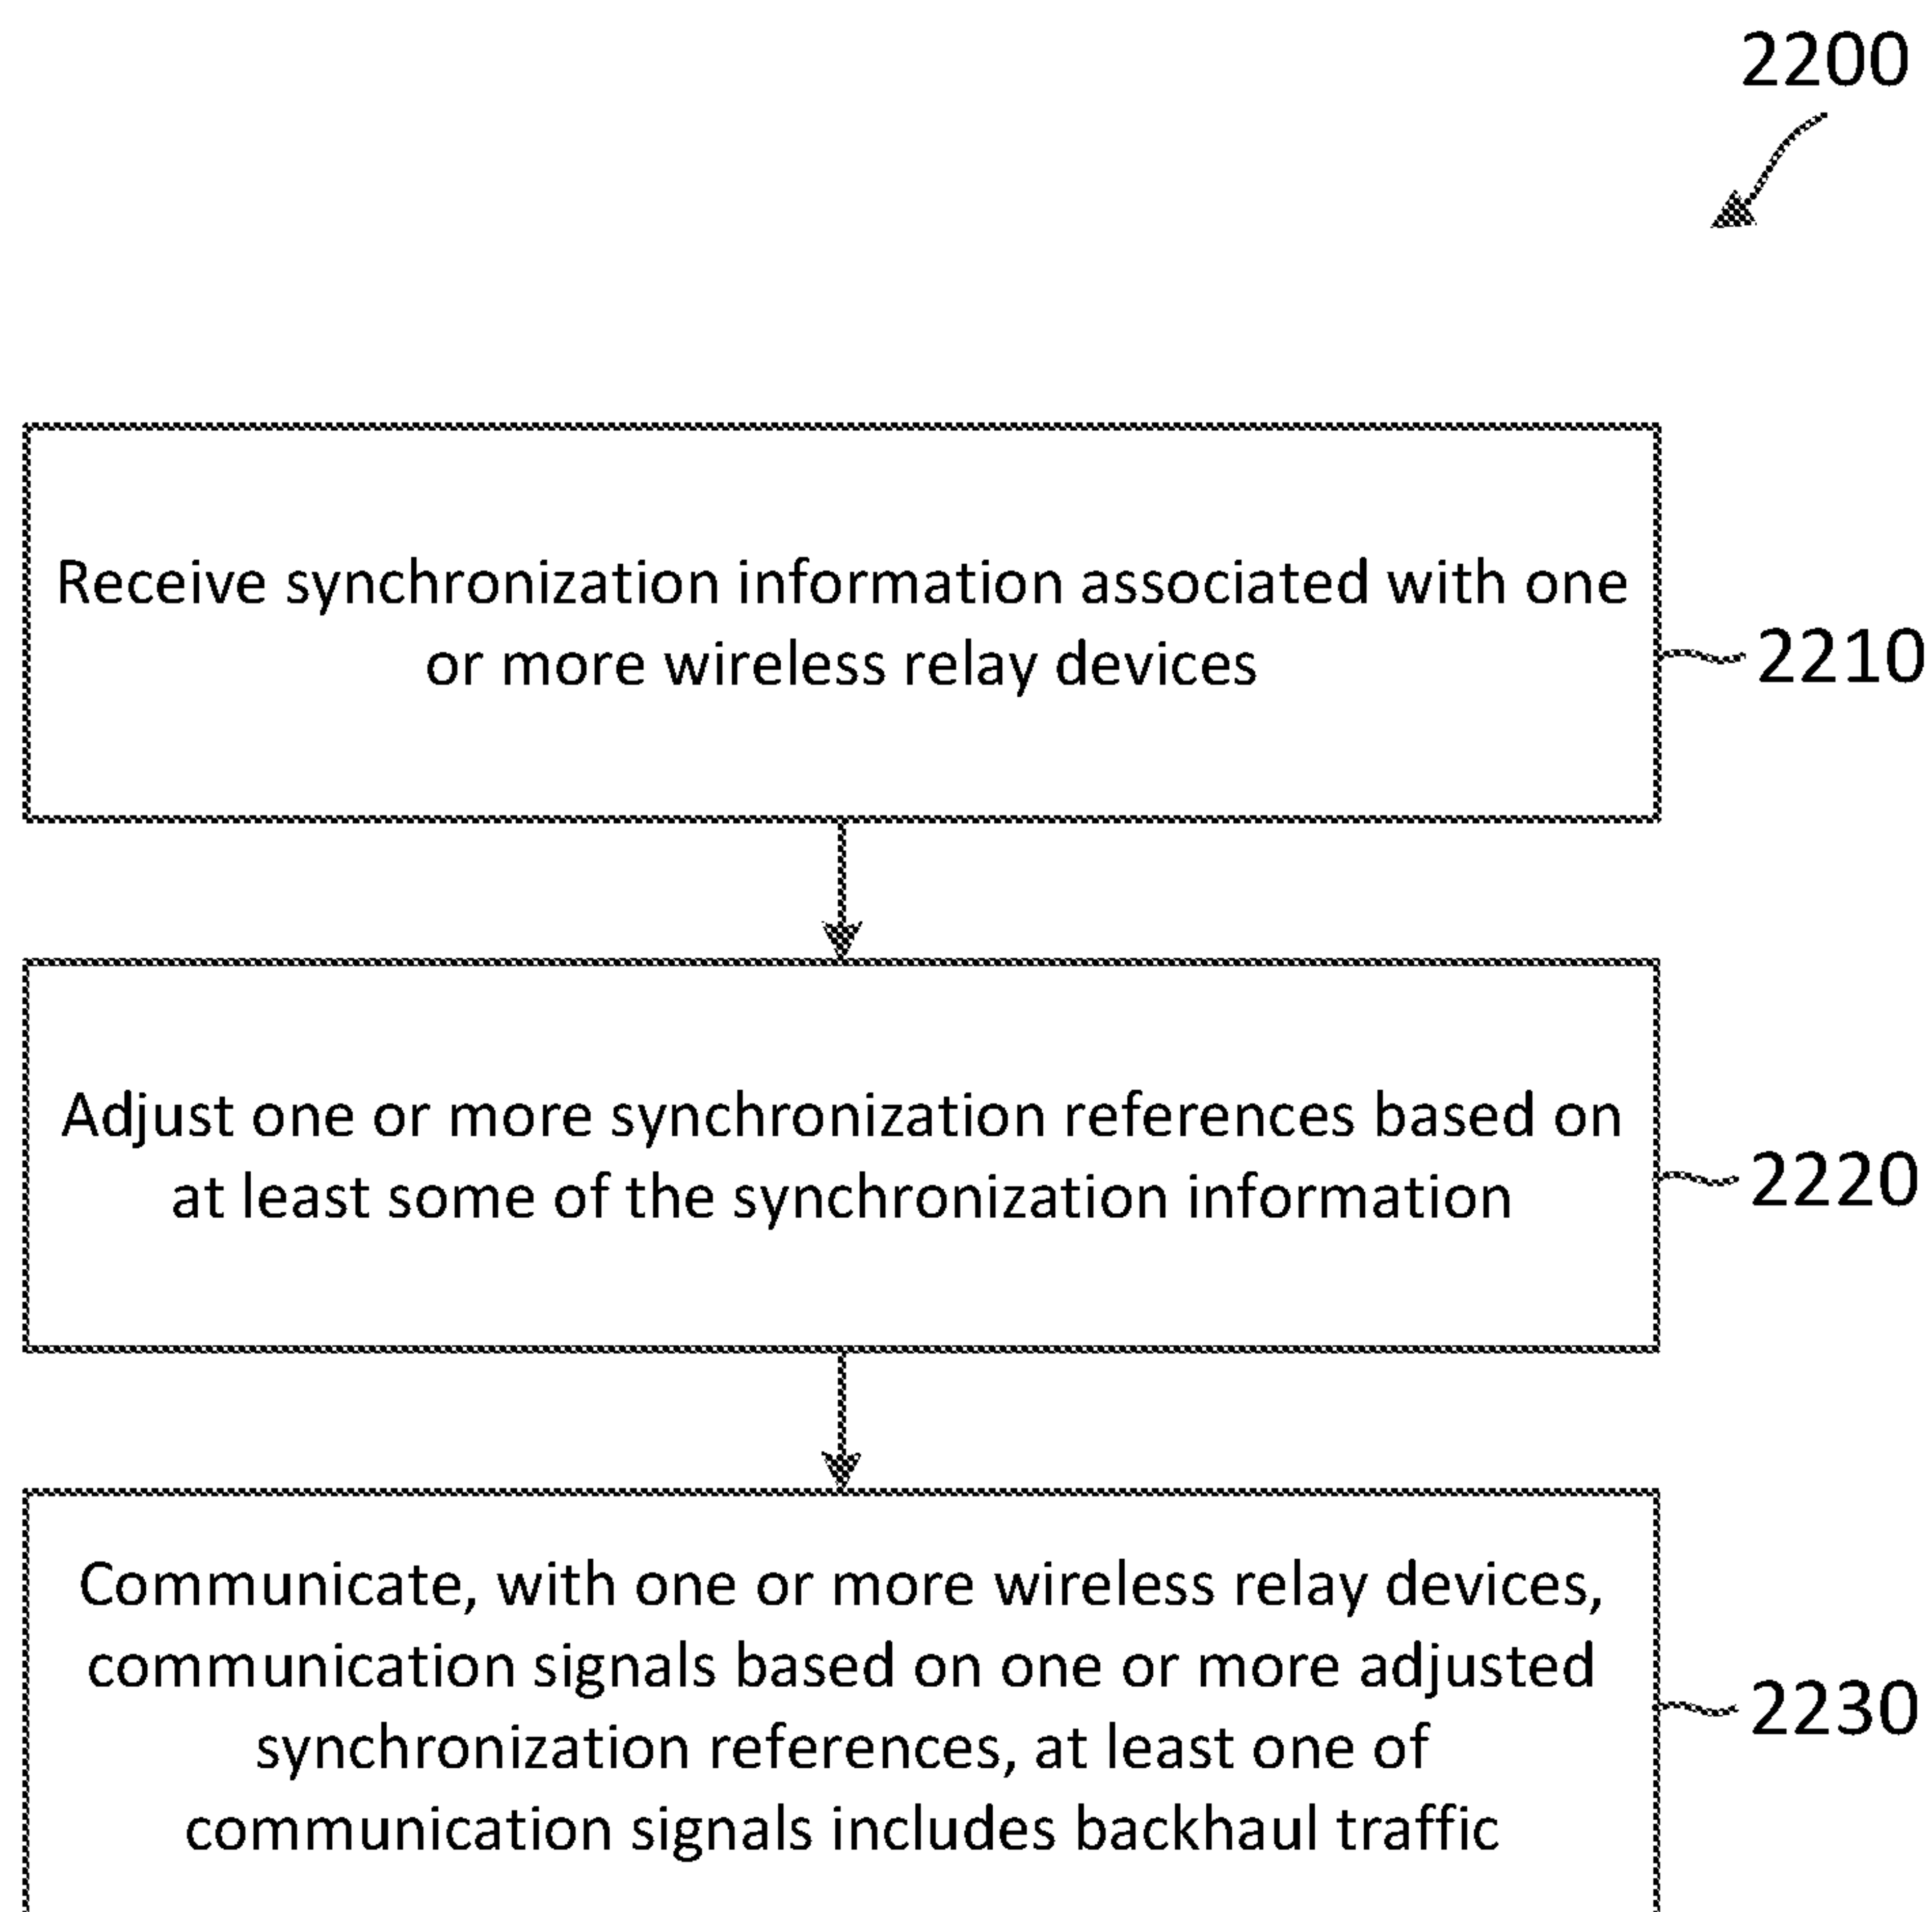 2200
Receive synchronization information associated with one
or more wireless relay devices
2210
Adjust one or more synchronization references based on
at least some of the synchronization information
2220
Communicate, with one or more wireless relay devices,
communication signals based on one or more adjusted
synchronization references, at least one of
communication signals includes backhaul traffic
2230